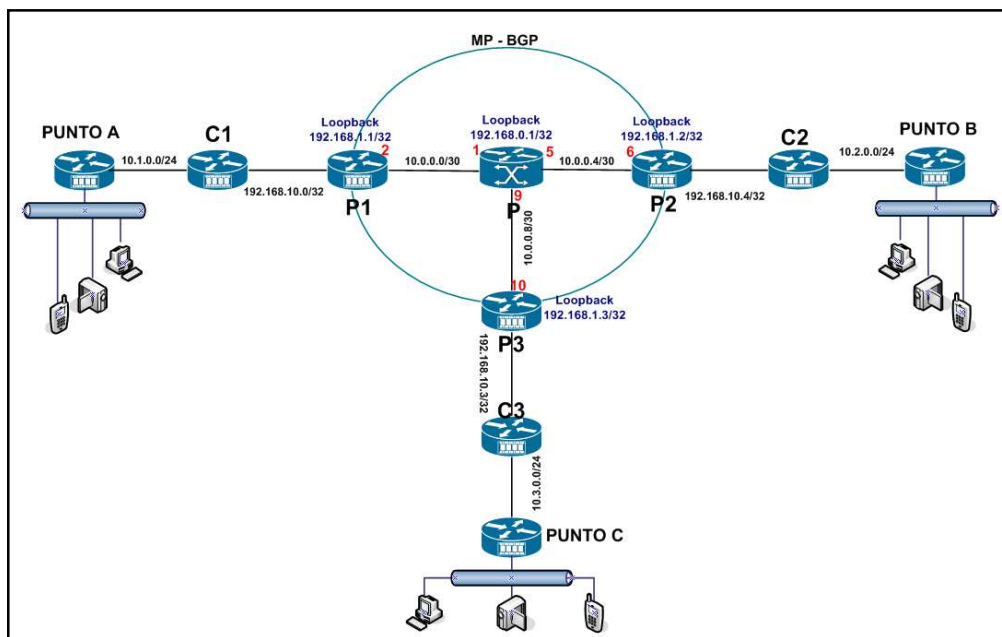 MP - BGP
Loopback
192.168.1.1/32
Loopback
192.168.0.1/32
Loopback
192.168.1.2/32
PUNTO A
C1
2
1
5
6
C2
PUNTO B
10.1.0.0/24
10.0.0.0/30
10.0.0.4/30
10.2.0.0/24
192.168.10.0/32
P1
P
9
P2
192.168.10.4/32
10.0.0.8/30
10
Loopback
192.168.1.3/32
P3
192.168.10.3/32
C3
10.3.0.0/24
PUNTO C